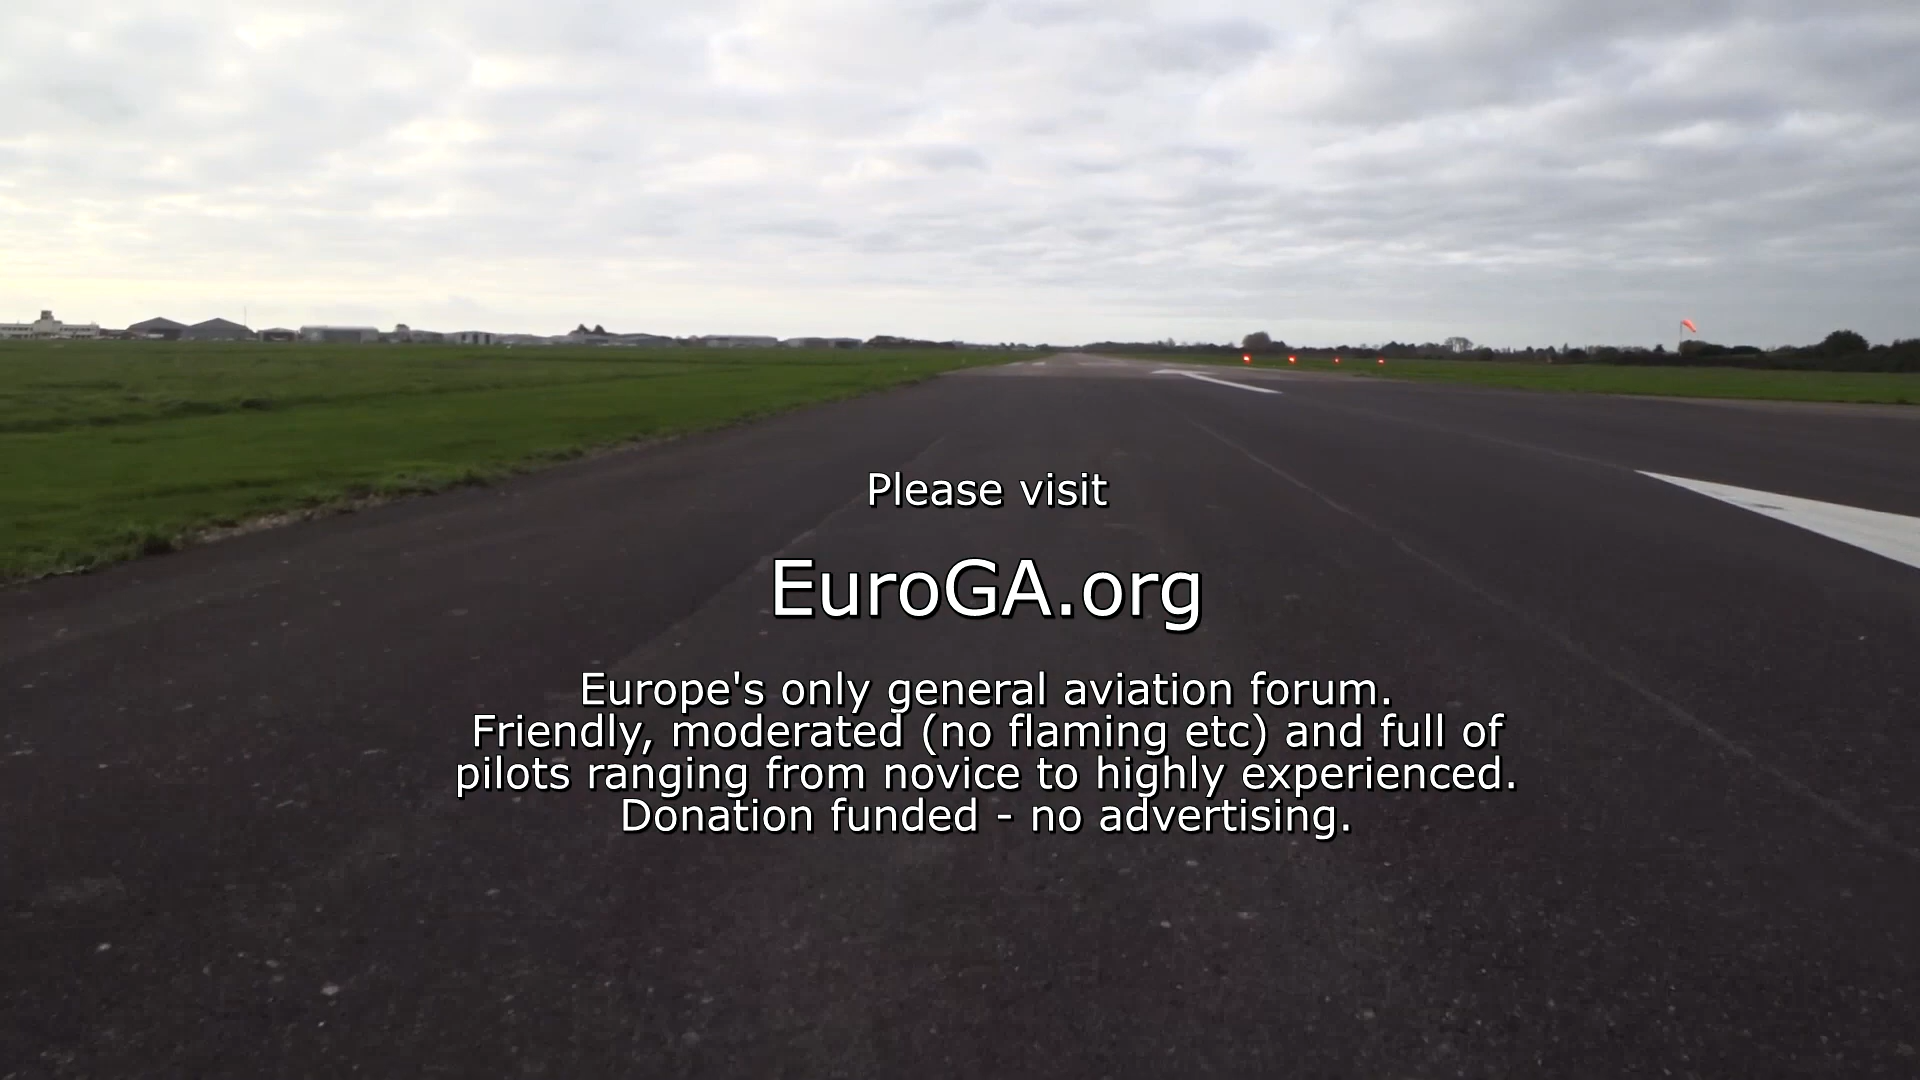 Please visit
EuroGA.org
Europe's only general aviation forum.
Friendly, moderated (no flaming etc) and full of
pilots ranging from novice to highly experienced.
Donation funded - no advertising.